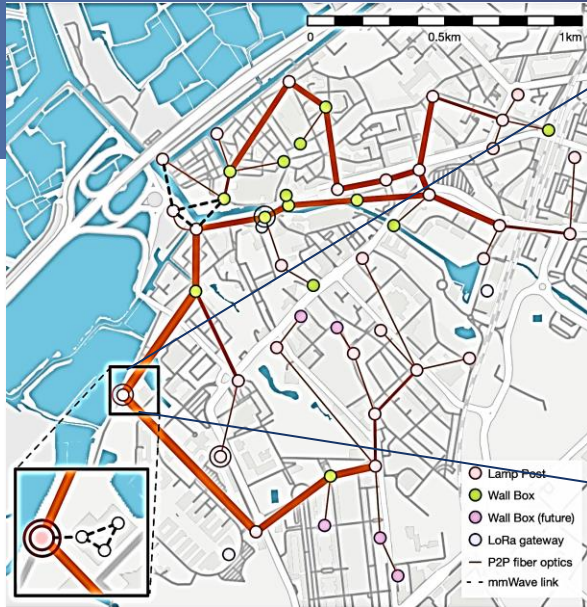 0 0.5km 1km
Lamp Post
Wall Box
Wall Box (future)
LoRa gateway
P2P fiber optics
mmWave link